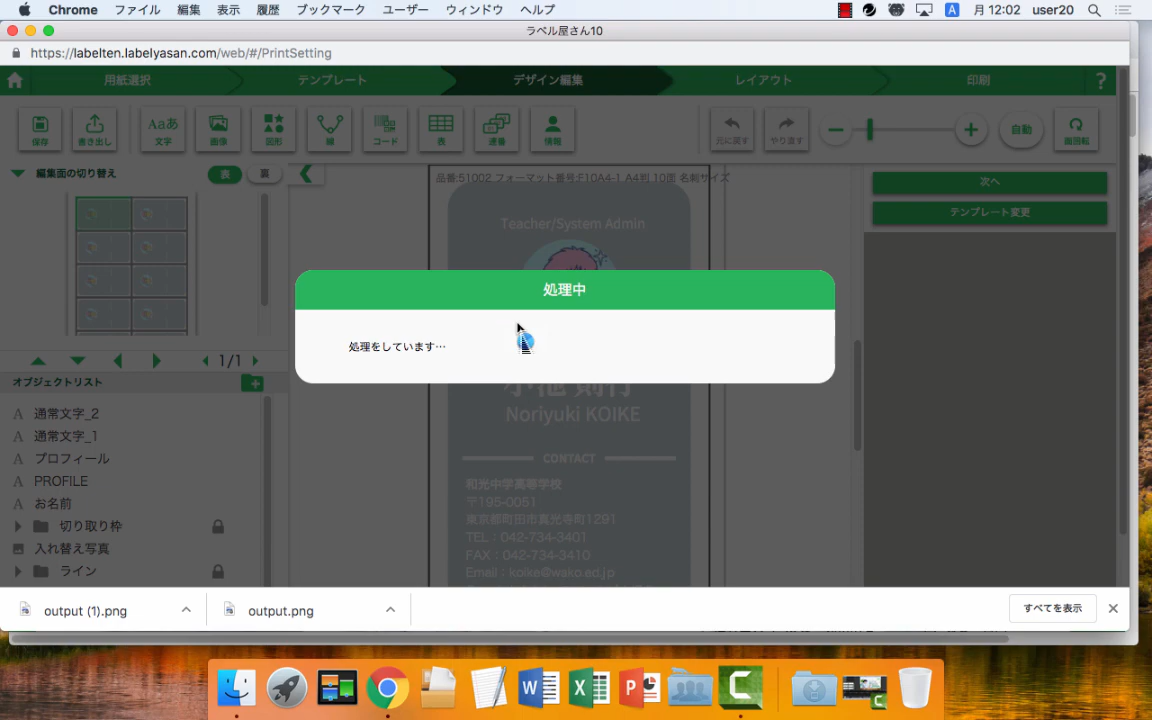 Chrome ファイル 編集 表示 履歴 ブックマーク ユーザー ウィンドウ ヘルプ A 月 12:02 user20
ラベル屋さん10
https://labelten.labelyasan.com/web/#/PrintSetting
用紙選択 テンプレート デザイン編集 レイアウト 印刷 ?
Aaあ
保存 書き出し 文字 画像 図形 線 コード 表 連番 情報 元に戻す やり直す 自動 面回転
編集面の切り替え 表 裏
品番:51002 フォーマット番号:F10A4-1 A4判 10面 名刺サイズ
次へ
テンプレート変更
Teacher/System Admin
処理中
処理をしています…
1/1
オブジェクトリスト
通常文字_2
通常文字_1
プロフィール
PROFILE
お名前
切り取り枠
入れ替え写真
ライン
小池 則行
Noriyuki KOIKE
CONTACT
和光中学高等学校
〒195-0051
東京都町田市真光寺町1291
TEL：042-734-3401
FAX：042-734-3410
Email：koike@wako.ed.jp
output (1).png output.png すべてを表示